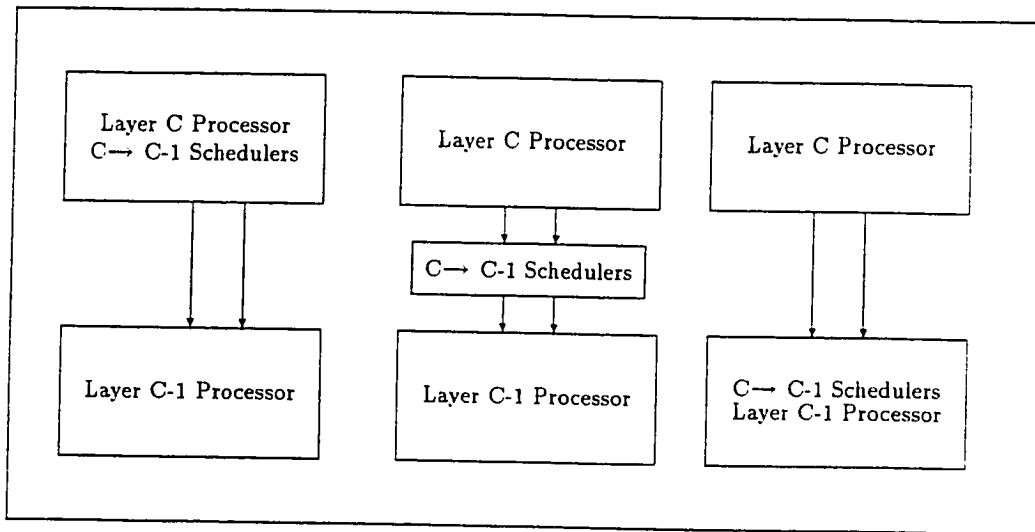 Layer C Processor
C→ C-1 Schedulers
Layer C-1 Processor
Layer C Processor
C→ C-1 Schedulers
Layer C-1 Processor
Layer C Processor
C→ C-1 Schedulers
Layer C-1 Processor